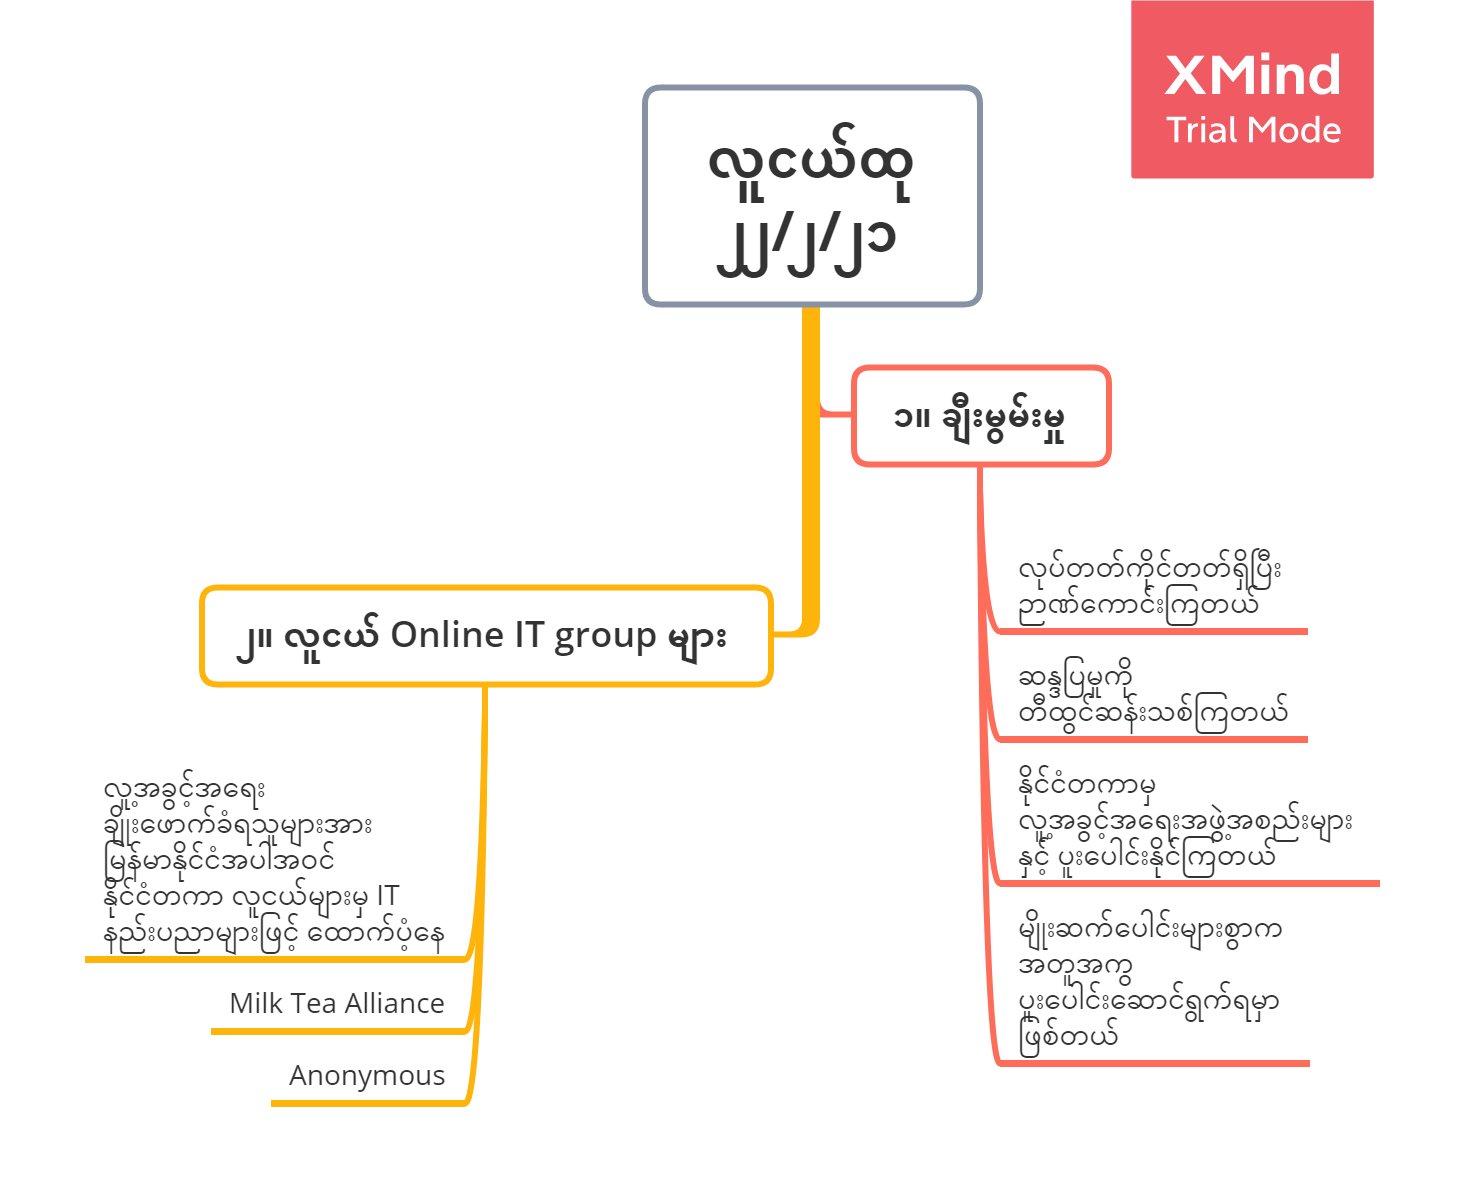 XMind
Trial Mode
လူငယ်ထု
၂၂/၂/၂၁
၁။ ချီးမွမ်းမှု
လုပ်တတ်ကိုင်တတ်ရှိပြီး
ဉာဏ်ကောင်းကြတယ်
ဆန္ဒပြမှုကို
တီထွင်ဆန်းသစ်ကြတယ်
နိုင်ငံတကာမှ
လူ့အခွင့်အရေးအဖွဲ့အစည်းများ
နှင့် ပူးပေါင်းနိုင်ကြတယ်
မျိုးဆက်ပေါင်းများစွာက
အတူအကွ
ပူးပေါင်းဆောင်ရွက်ရမှာ
ဖြစ်တယ်
၂။ လူငယ် Online IT group များ
လူ့အခွင့်အရေး
ချိုးဖောက်ခံရသူများအား
မြန်မာနိုင်ငံအပါအဝင်
နိုင်ငံတကာ လူငယ်များမှ IT
နည်းပညာများဖြင့် ထောက်ပံ့နေ
Milk Tea Alliance
Anonymous